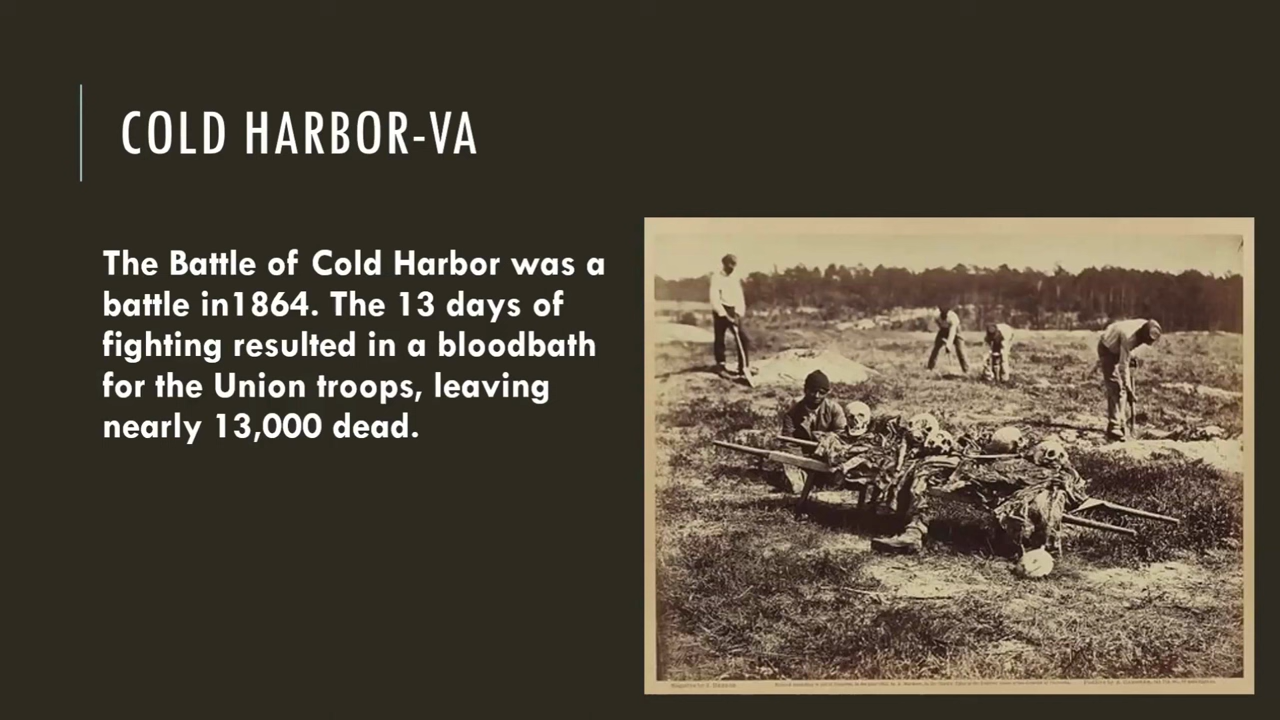 COLD HARBOR-VA
The Battle of Cold Harbor was a
battle in1864. The 13 days of
fighting resulted in a bloodbath
for the Union troops, leaving
nearly 13,000 dead.